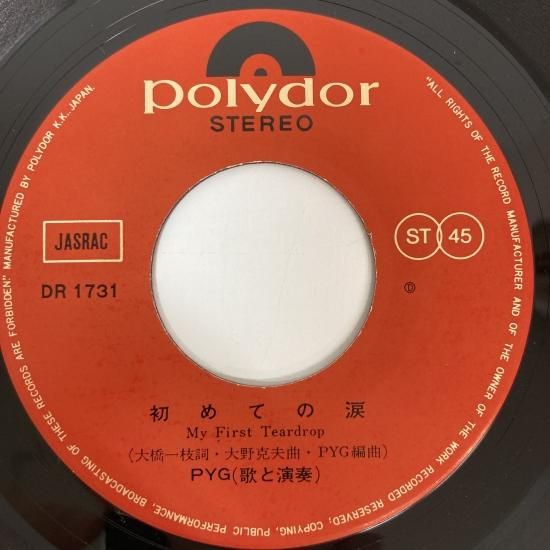 polydor
STEREO
JASRAC
ST 45
DR 1731
Ⓓ
初めての涙
My First Teardrop
(大橋一枝詞・大野克夫曲・PYG編曲)
PYG(歌と演奏)
"ALL RIGHTS OF THE RECORD MANUFACTURER AND OF THE OWNER OF THE RECORDED WORK RESERVED, COPYING, PUBLIC PERFORMANCE, BROADCASTING OF THESE RECORDS ARE FORBIDDEN." MANUFACTURED BY POLYDOR K.K. JAPAN.